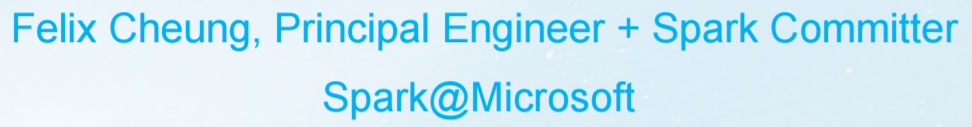 Felix Cheung, Principal Engineer + Spark Committer
Spark@Microsoft